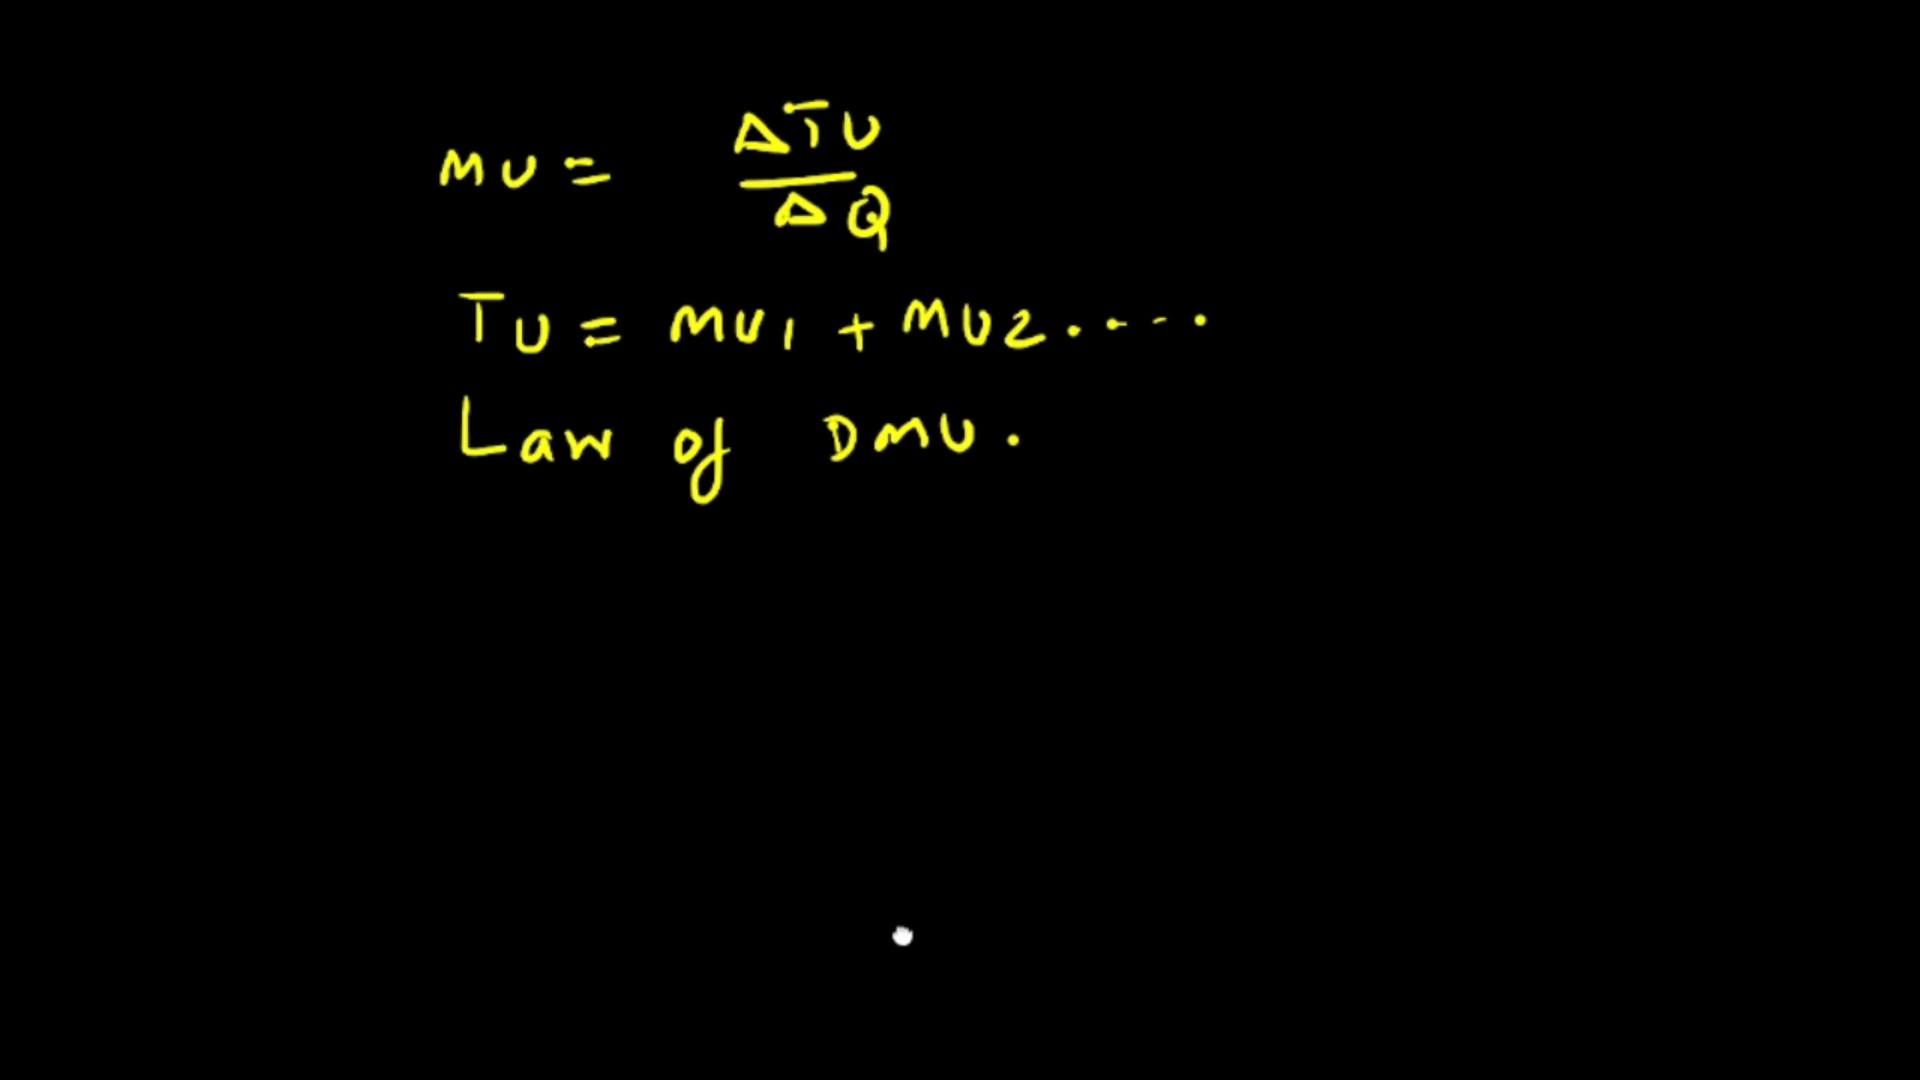 MU = ΔTU / ΔQ
TU = MU1 + MU2.....
Law of DMU.